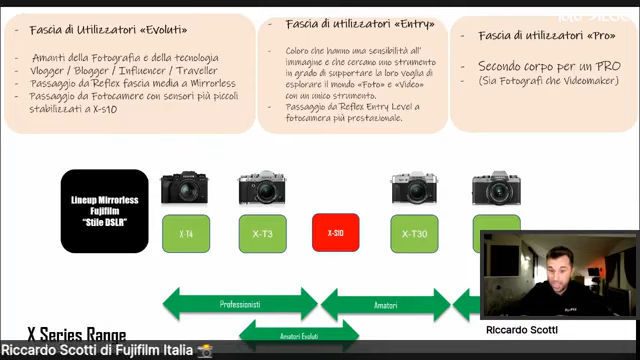 - Fascia di Utilizzatori «Evoluti»
- Amanti della Fotografia e della tecnologia
- Vlogger / Blogger / Influencer / Traveller
- Passaggio da Reflex fascia media a Mirrorless
- Passaggio da Fotocamere con sensori più piccoli
stabilizzati a X-s10
- Fascia di utilizzatori «Entry»
- Coloro che hanno una sensibilità all'
immagine e che cercano uno strumento
in grado di supportare la loro voglia di
esplorare il mondo «Foto» e «Video»
con un unico strumento.
- Passaggio da Reflex Entry Level a
fotocamera più prestazionale.
- Fascia di utilizzatori «Pro»
- Secondo corpo per un PRO
- (Sia Fotografi che Videomaker)
Lineup Mirrorless
Fujifilm
"Stile DSLR"
X-T4
X-T3
X-S10
X-T30
Professionisti
Amatori
Amatori Evoluti
X Series Range
Riccardo Scotti
Riccardo Scotti di Fujifilm Italia 📸